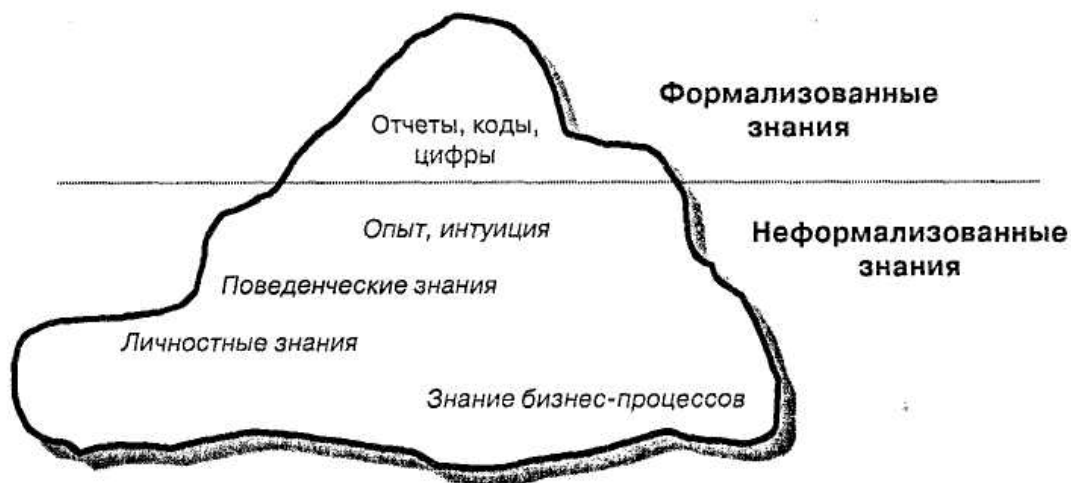 Формализованные
знания
Отчеты, коды,
цифры
Опыт, интуиция
Неформализованные
знания
Поведенческие знания
Личностные знания
Знание бизнес-процессов